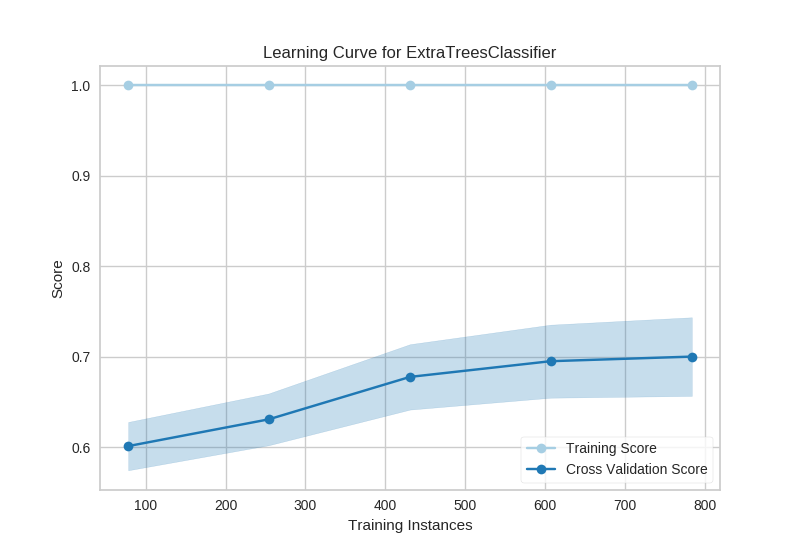 Learning Curve for ExtraTreesClassifier
1.0
0.9
0.8
0.7
0.6
Score
Training Score
Cross Validation Score
100 200 300 400 500 600 700 800
Training Instances